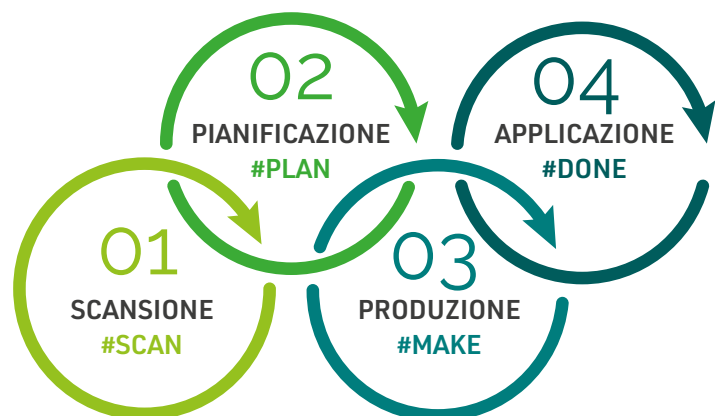 01
SCANSIONE
#SCAN
02
PIANIFICAZIONE
#PLAN
03
PRODUZIONE
#MAKE
04
APPLICAZIONE
#DONE